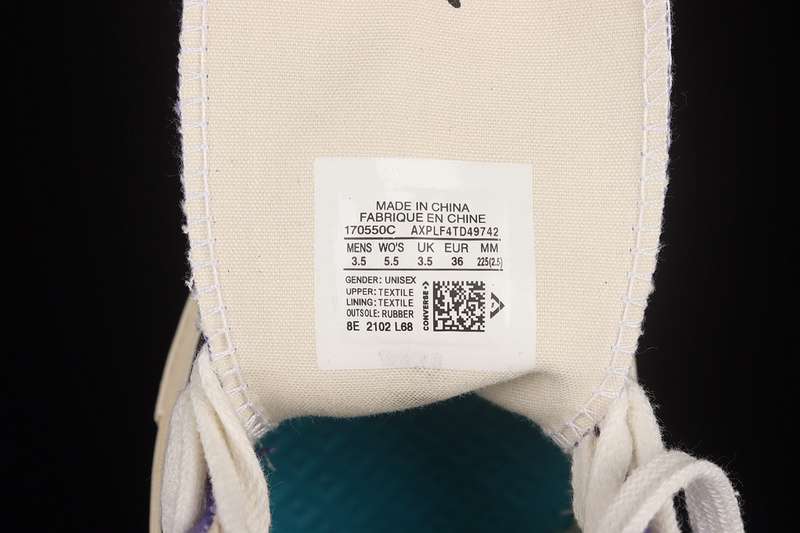 MADE IN CHINA
FABRIQUE EN CHINE
170550C AXPLF4TD49742
MENS WO'S UK EUR MM
3.5 5.5 3.5 36 225(2.5)
GENDER: UNISEX
UPPER: TEXTILE
LINING: TEXTILE
OUTSOLE: RUBBER
8E 2102 L68
CONVERSE